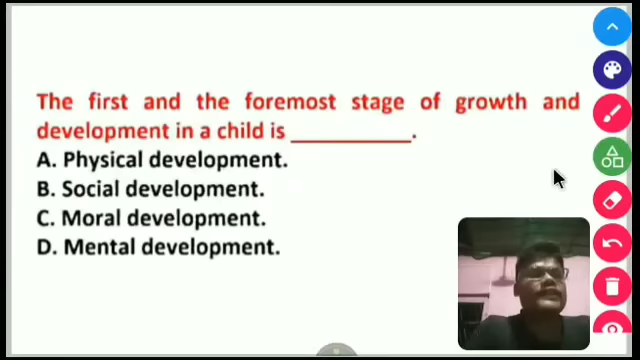 The first and the foremost stage of growth and
development in a child is __________.
A. Physical development.
B. Social development.
C. Moral development.
D. Mental development.